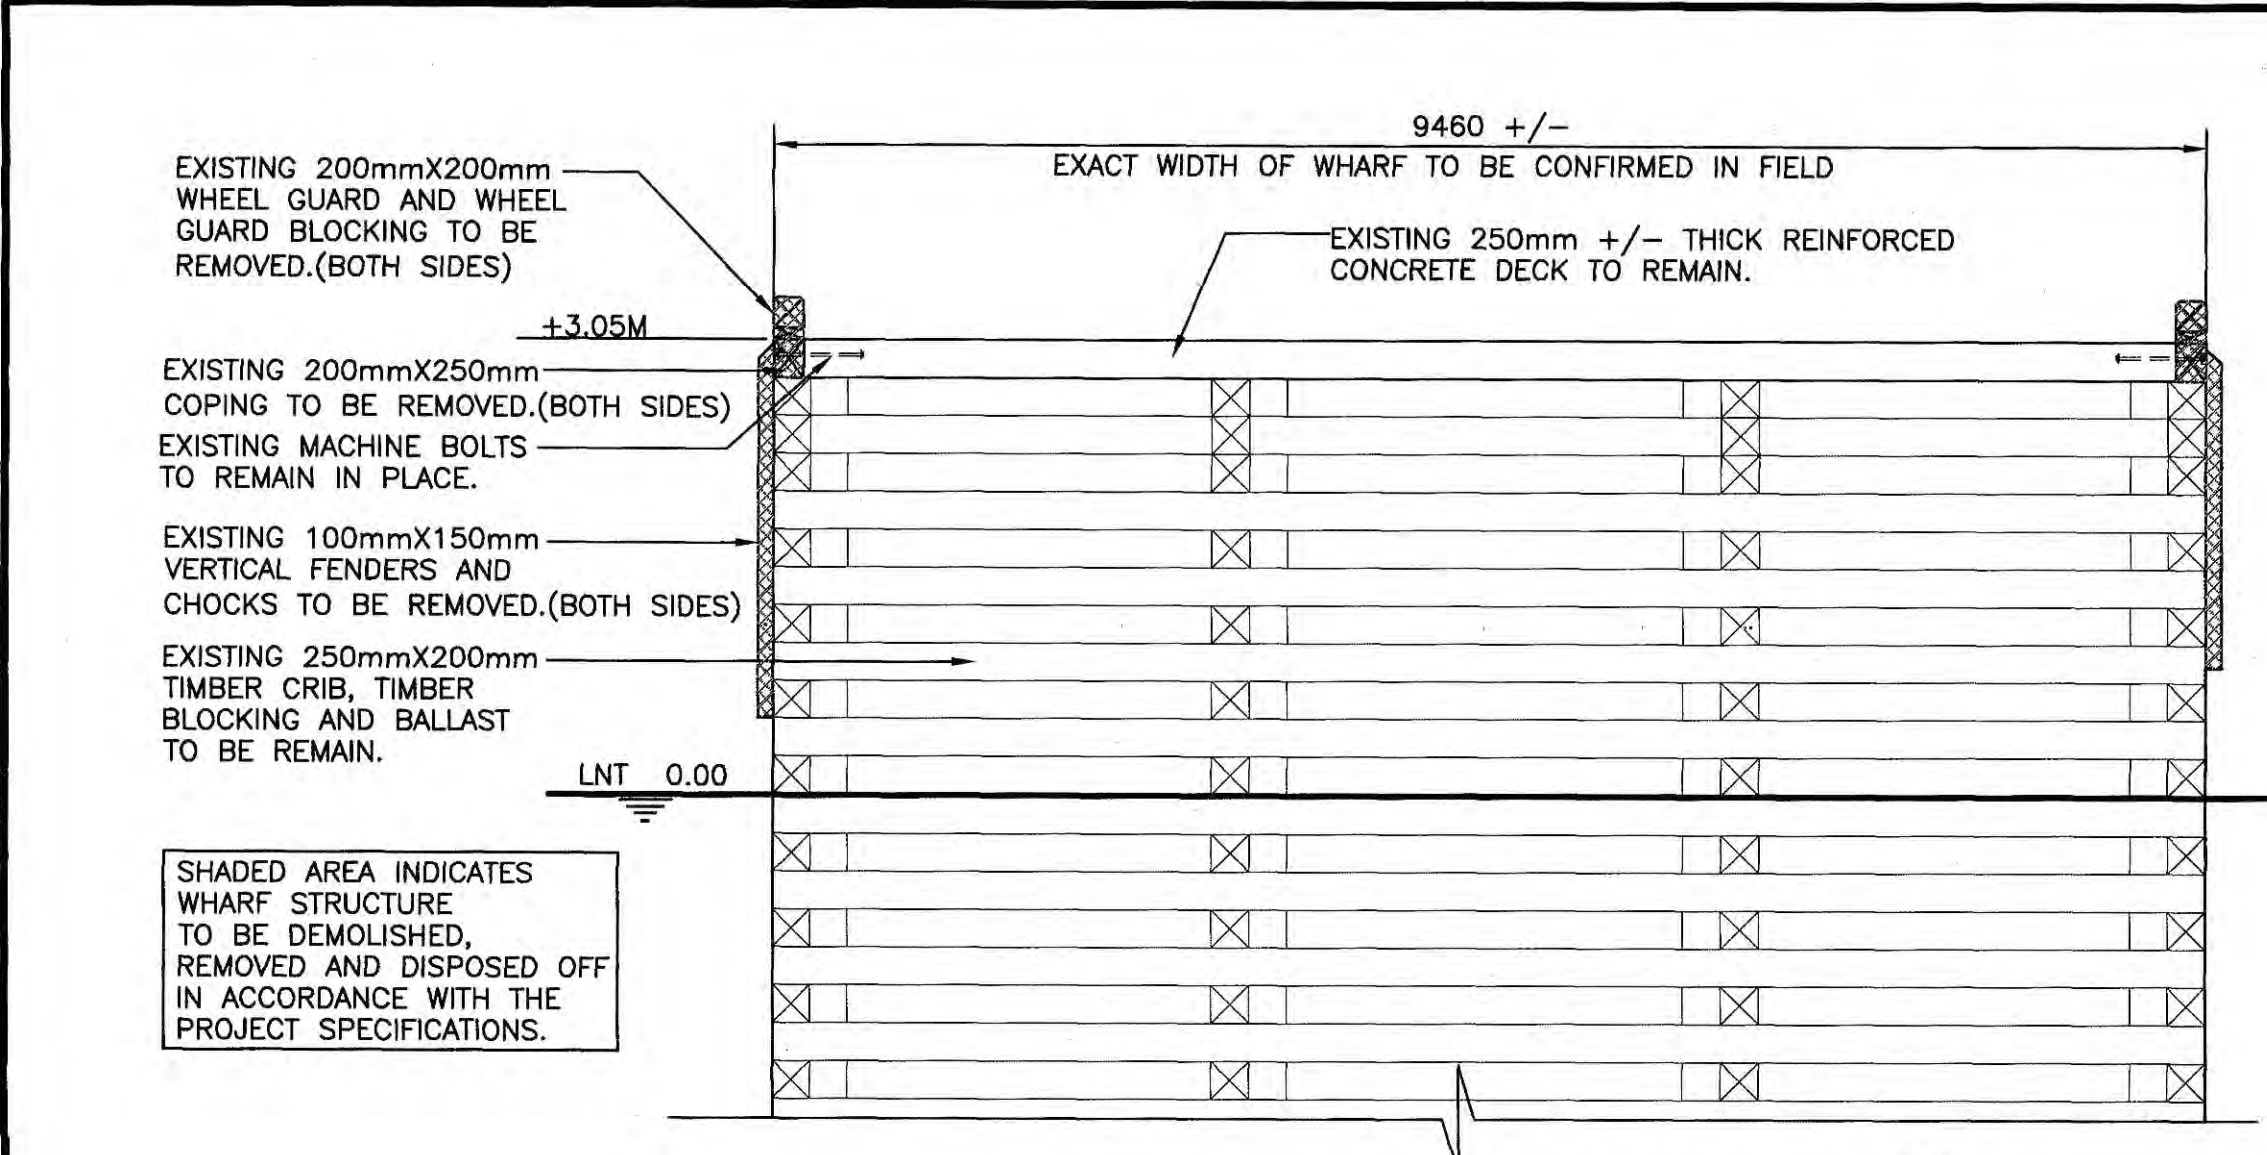 9460 +/-
EXACT WIDTH OF WHARF TO BE CONFIRMED IN FIELD
EXISTING 200mmX200mm
WHEEL GUARD AND WHEEL
GUARD BLOCKING TO BE
REMOVED.(BOTH SIDES)
EXISTING 250mm +/- THICK REINFORCED
CONCRETE DECK TO REMAIN.
+3.05M
EXISTING 200mmX250mm
COPING TO BE REMOVED.(BOTH SIDES)
EXISTING MACHINE BOLTS
TO REMAIN IN PLACE.
EXISTING 100mmX150mm
VERTICAL FENDERS AND
CHOCKS TO BE REMOVED.(BOTH SIDES)
EXISTING 250mmX200mm
TIMBER CRIB, TIMBER
BLOCKING AND BALLAST
TO BE REMAIN.
LNT 0.00
SHADED AREA INDICATES
WHARF STRUCTURE
TO BE DEMOLISHED,
REMOVED AND DISPOSED OFF
IN ACCORDANCE WITH THE
PROJECT SPECIFICATIONS.